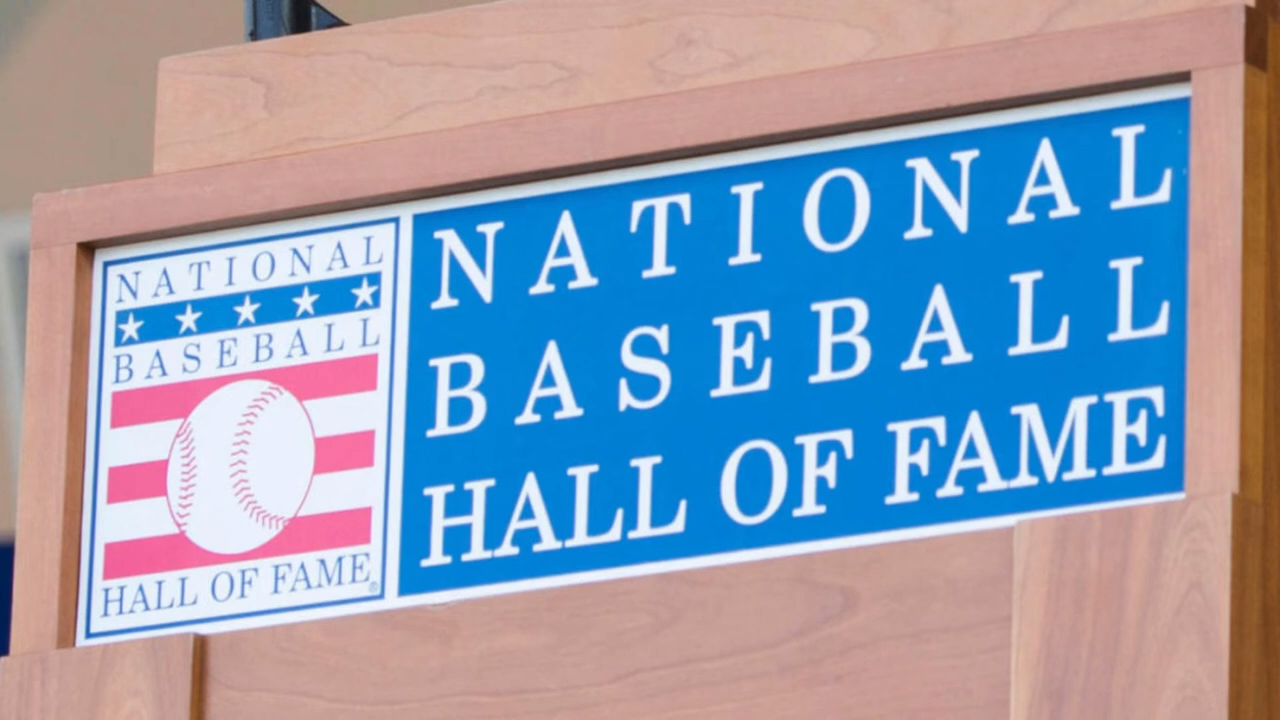 NATIONAL
BASEBALL
HALL OF FAME®
NATIONAL
BASEBALL
HALL OF FAME